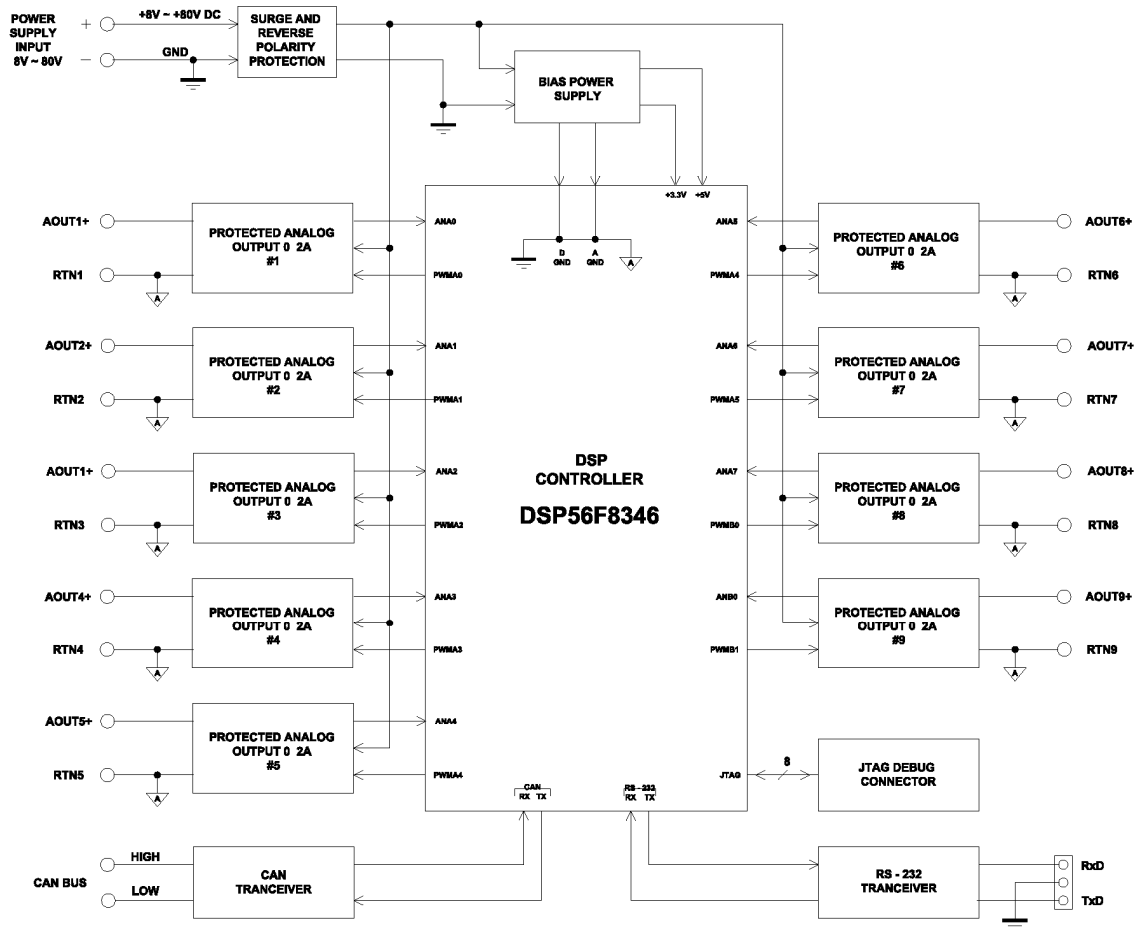 POWER
SUPPLY
INPUT
8V ~ 80V
+
−
+8V ~ +80V DC
GND
SURGE AND
REVERSE
POLARITY
PROTECTION
BIAS POWER
SUPPLY
+3.3V +5V
D
GND
A
GND
A
AOUT1+
RTN1
A
PROTECTED ANALOG
OUTPUT 0 2A
#1
ANA0
PWMA0
AOUT2+
RTN2
A
PROTECTED ANALOG
OUTPUT 0 2A
#2
ANA1
PWMA1
AOUT1+
RTN3
A
PROTECTED ANALOG
OUTPUT 0 2A
#3
ANA2
PWMA2
AOUT4+
RTN4
A
PROTECTED ANALOG
OUTPUT 0 2A
#4
ANA3
PWMA3
AOUT5+
RTN5
A
PROTECTED ANALOG
OUTPUT 0 2A
#5
ANA4
PWMA4
DSP
CONTROLLER
DSP56F8346
ANA5
PWMA4
PROTECTED ANALOG
OUTPUT 0 2A
#6
AOUT6+
RTN6
A
ANA6
PWMA5
PROTECTED ANALOG
OUTPUT 0 2A
#7
AOUT7+
RTN7
A
ANA7
PWMB0
PROTECTED ANALOG
OUTPUT 0 2A
#8
AOUT8+
RTN8
A
ANB0
PWMB1
PROTECTED ANALOG
OUTPUT 0 2A
#9
AOUT9+
RTN9
A
JTAG
8
JTAG DEBUG
CONNECTOR
CAN
RX TX
RS - 232
RX TX
CAN BUS
HIGH
LOW
CAN
TRANCEIVER
RS - 232
TRANCEIVER
RxD
TxD